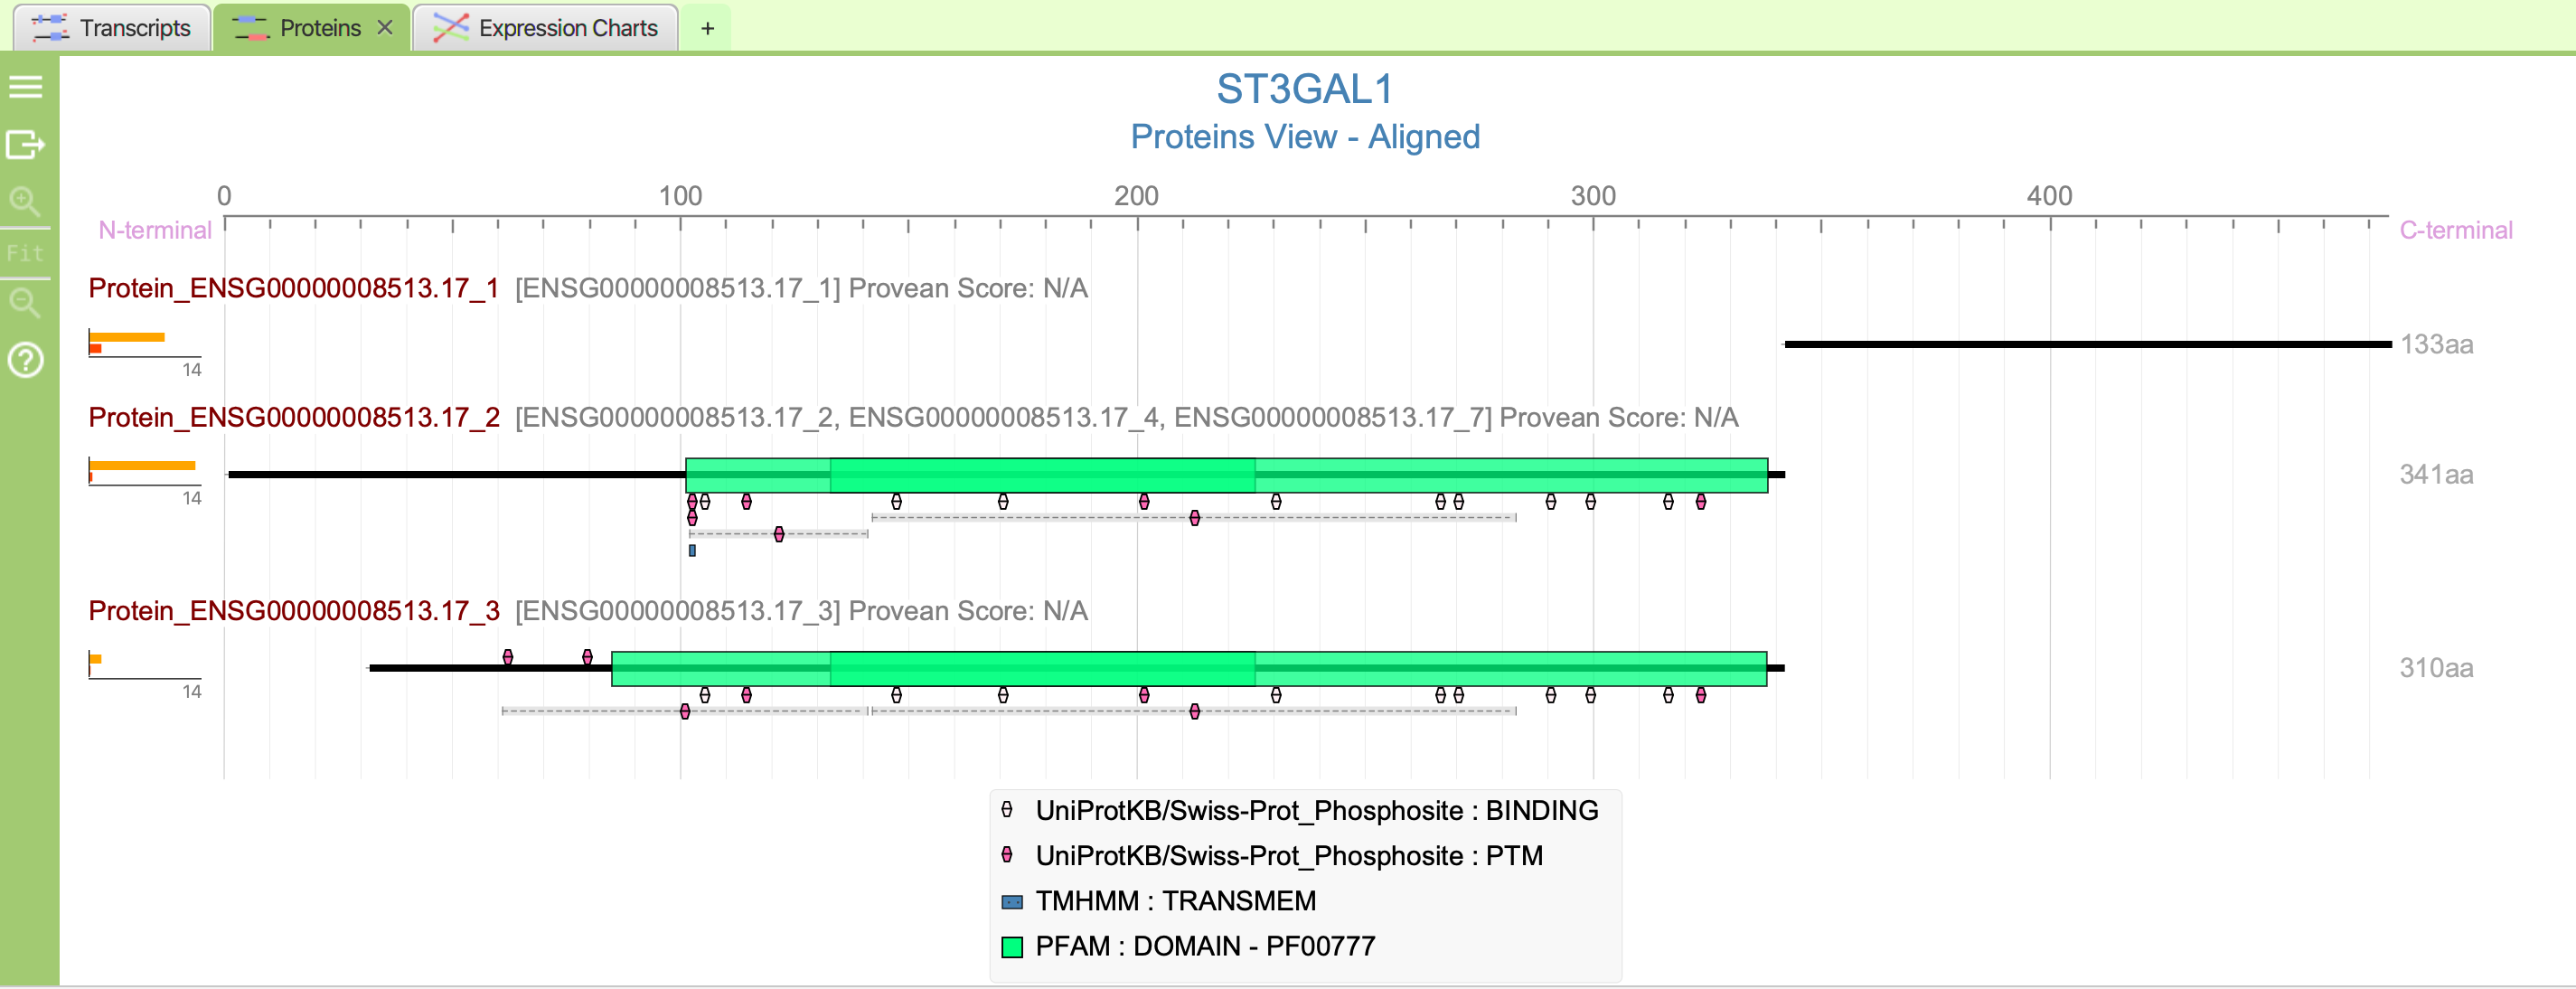 Transcripts
Proteins
Expression Charts
+
ST3GAL1
Proteins View - Aligned
0 100 200 300 400
N-terminal C-terminal
Fit
Protein_ENSG00000008513.17_1 [ENSG00000008513.17_1] Provean Score: N/A
133aa
14
Protein_ENSG00000008513.17_2 [ENSG00000008513.17_2, ENSG00000008513.17_4, ENSG00000008513.17_7] Provean Score: N/A
341aa
14
Protein_ENSG00000008513.17_3 [ENSG00000008513.17_3] Provean Score: N/A
310aa
14
UniProtKB/Swiss-Prot_Phosphosite : BINDING
UniProtKB/Swiss-Prot_Phosphosite : PTM
TMHMM : TRANSMEM
PFAM : DOMAIN - PF00777